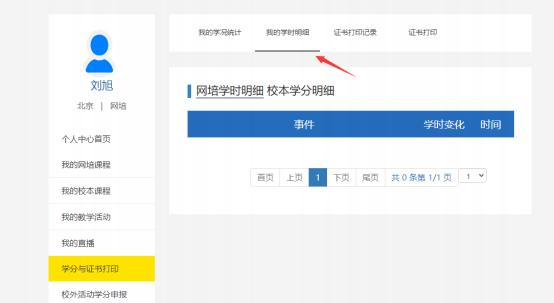 我的学况统计 我的学时明细 证书打印记录 证书打印
刘旭
北京 | 网培
个人中心首页
我的网培课程
我的校本课程
我的教学活动
我的直播
学分与证书打印
校外活动学分申报
网培学时明细 校本学分明细
事件 学时变化 时间
首页 上页 1 下页 尾页 共 0 条第 1/1 页 1